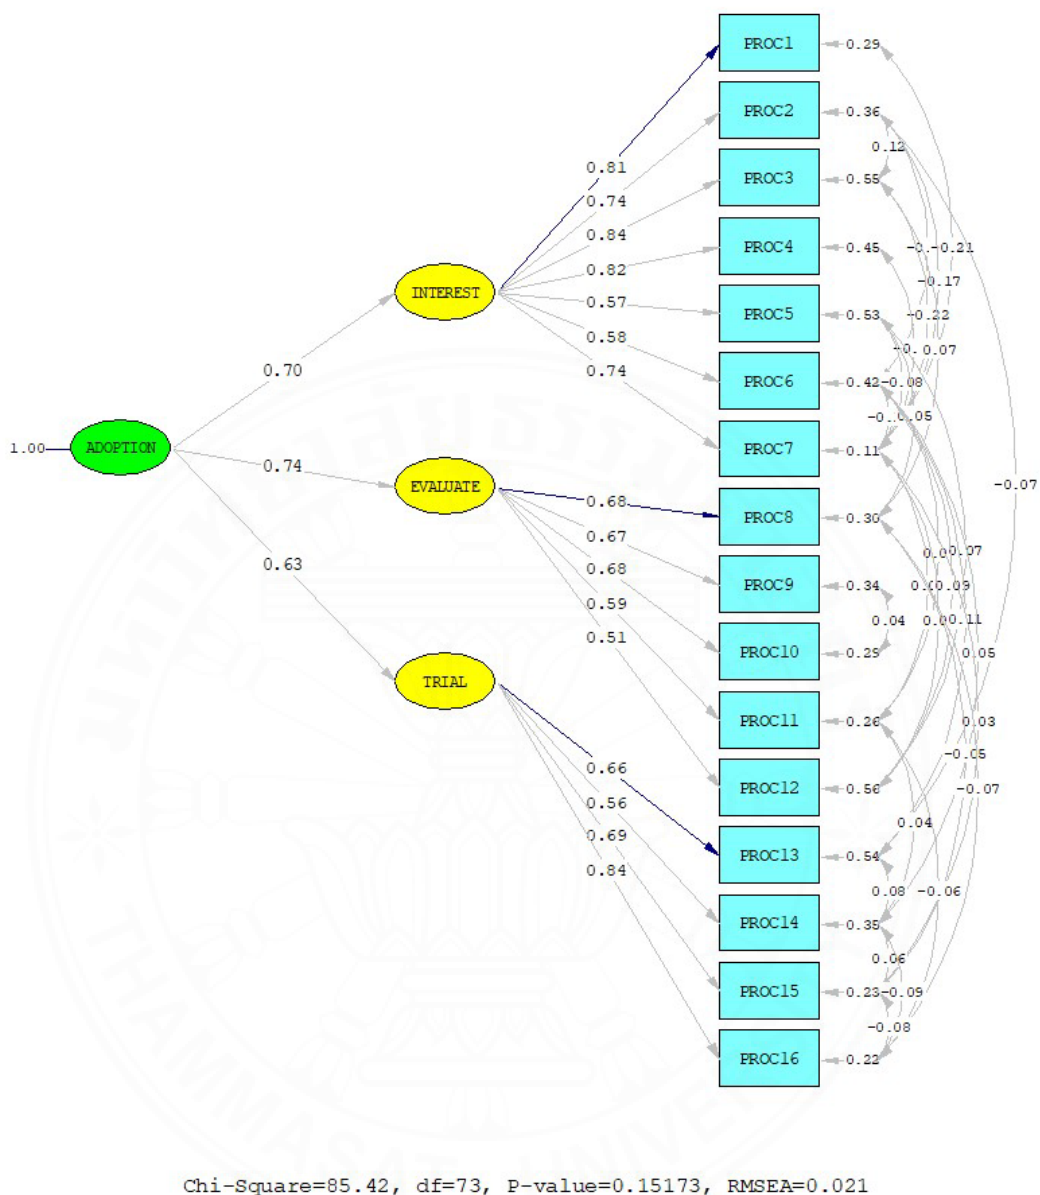 PROC1
0.29
PROC2
0.36
0.12
PROC3
0.55
0.81
0.74
0.84
0.82
0.57
0.58
0.74
PROC4
0.45
-0.21
-0.17
INTEREST
PROC5
0.53
-0.22
0.07
PROC6
0.42
-0.08
0.05
0.70
1.00
ADOPTION
PROC7
0.11
-0.07
0.74
EVALUATE
0.68
0.67
0.68
0.59
0.51
PROC8
0.30
0.07
0.63
PROC9
0.34
0.09
0.04
0.11
PROC10
0.25
0.05
TRIAL
PROC11
0.26
0.03
-0.05
0.66
0.56
0.69
0.84
PROC12
0.56
-0.07
0.04
PROC13
0.54
0.08
-0.06
PROC14
0.35
0.06
PROC15
0.23
-0.09
-0.08
PROC16
0.22
THAMMASAT UNIVERSITY
Chi-Square=85.42, df=73, P-value=0.15173, RMSEA=0.021